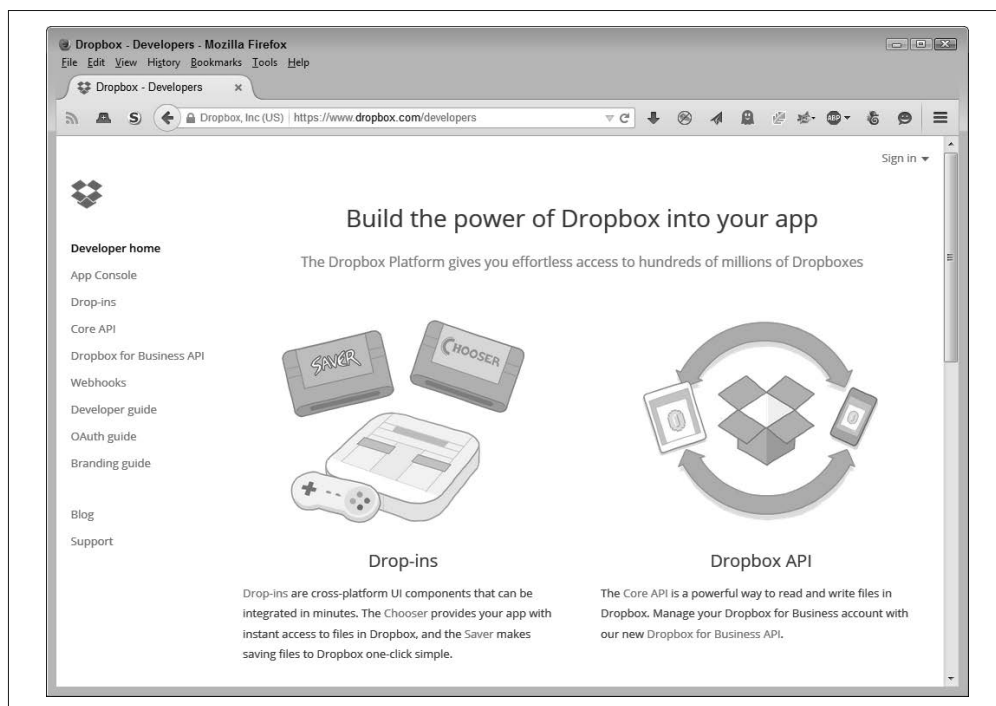 Dropbox - Developers - Mozilla Firefox
File Edit View History Bookmarks Tools Help
Dropbox - Developers
S Dropbox, Inc (US) https://www.dropbox.com/developers ABP
Sign in
Build the power of Dropbox into your app
The Dropbox Platform gives you effortless access to hundreds of millions of Dropboxes
Developer home
App Console
Drop-ins
Core API
Dropbox for Business API
Webhooks
Developer guide
OAuth guide
Branding guide
Blog
Support
SAVER
CHOOSER
Drop-ins
Drop-ins are cross-platform UI components that can be
integrated in minutes. The Chooser provides your app with
instant access to files in Dropbox, and the Saver makes
saving files to Dropbox one-click simple.
Dropbox API
The Core API is a powerful way to read and write files in
Dropbox. Manage your Dropbox for Business account with
our new Dropbox for Business API.